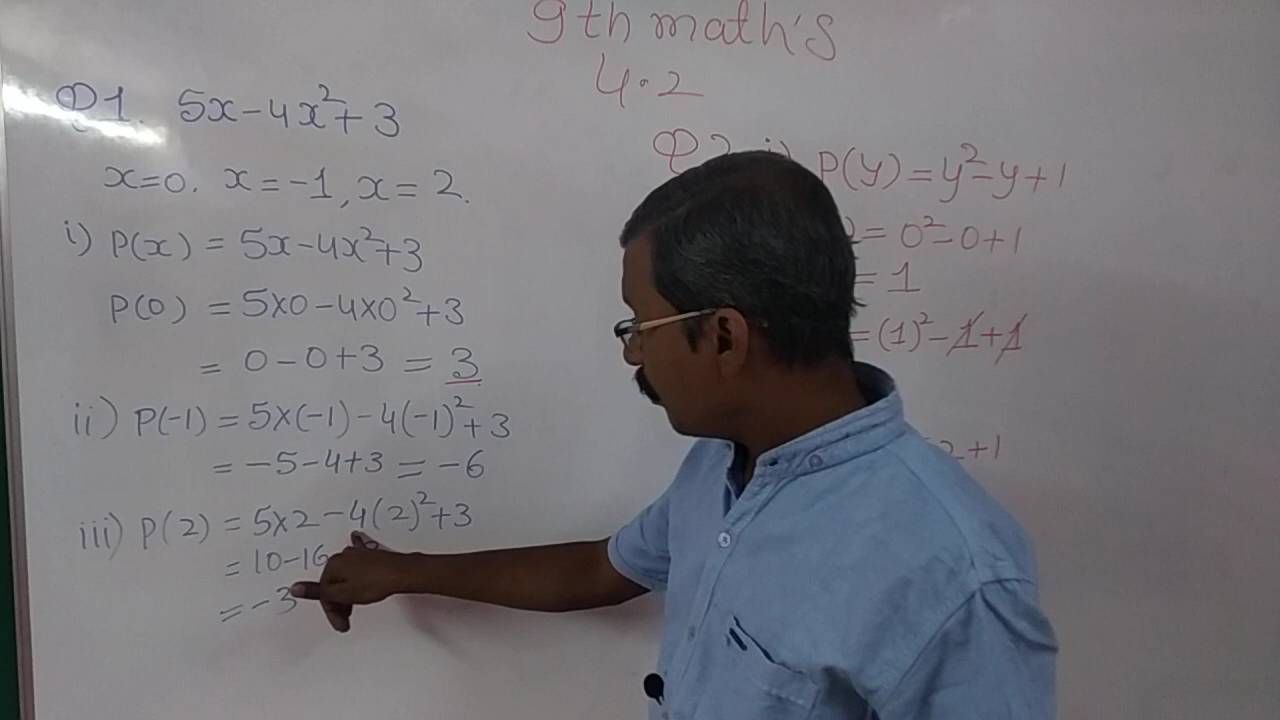 9th math's
4.2
Q1. 5x-4x²+3
x=0. x=-1, x=2.
i) P(x) = 5x-4x²+3
P(0) = 5x0-4x0²+3
= 0-0+3 = 3
ii) P(-1) = 5x(-1)-4(-1)²+3
= -5-4+3 = -6
iii) P(2) = 5x2-4(2)²+3
= 10-16
= -3
Q2 i) P(y) = y²-y+1
= 0²-0+1
= 1
= (1)²-1+1
2+1